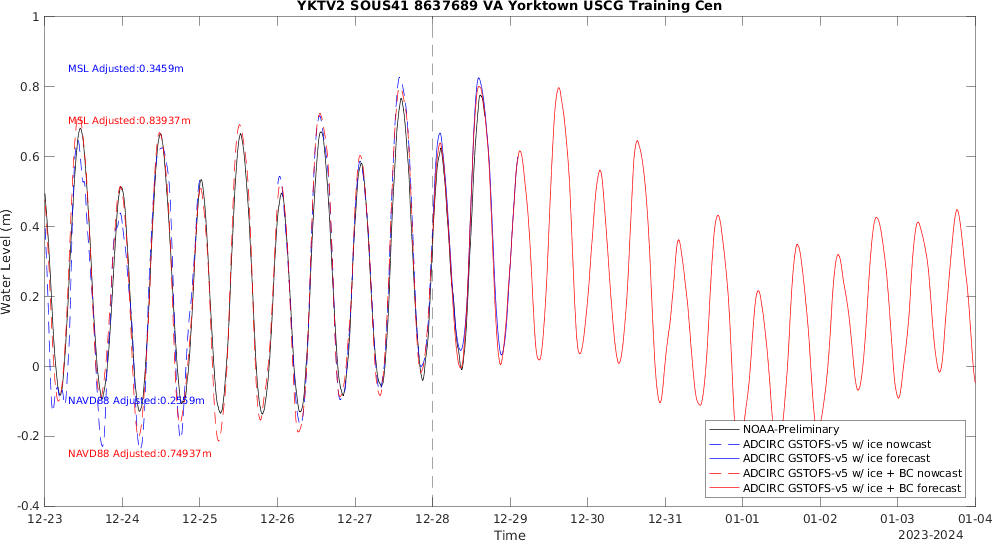 YKTV2 SOUS41 8637689 VA Yorktown USCG Training Cen
Water Level (m)
1
0.8
0.6
0.4
0.2
0
-0.2
-0.4
MSL Adjusted:0.3459m
MSL Adjusted:0.83937m
NAVD88 Adjusted:0.2559m
NAVD88 Adjusted:0.74937m
NOAA-Preliminary
ADCIRC GSTOFS-v5 w/ ice nowcast
ADCIRC GSTOFS-v5 w/ ice forecast
ADCIRC GSTOFS-v5 w/ ice + BC nowcast
ADCIRC GSTOFS-v5 w/ ice + BC forecast
12-23 12-24 12-25 12-26 12-27 12-28 12-29 12-30 12-31 01-01 01-02 01-03 01-04
Time
2023-2024